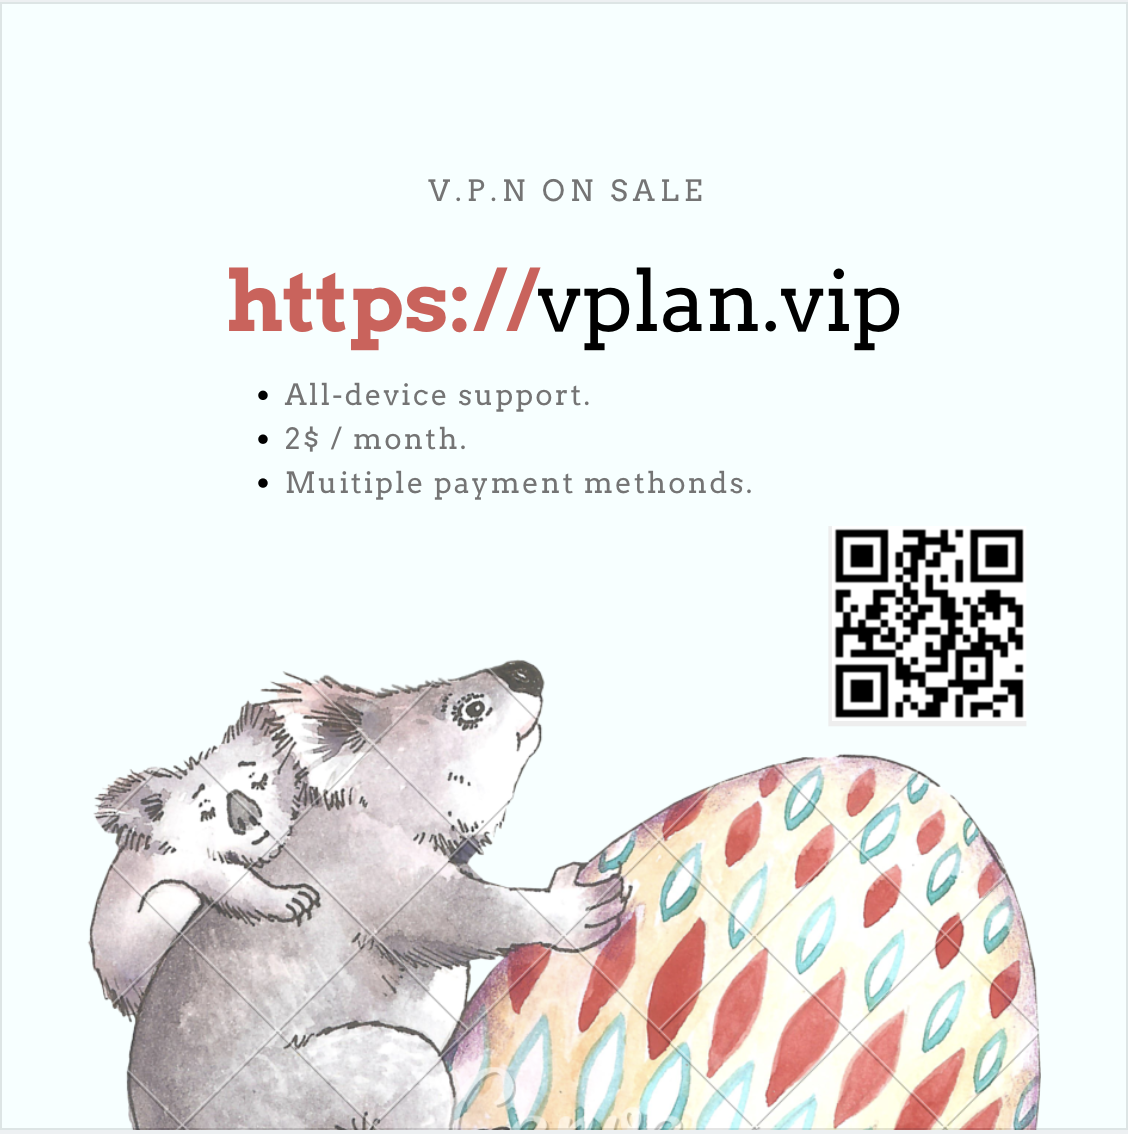 V.P.N ON SALE
https://vplan.vip
All-device support.
2$ / month.
Muitiple payment methonds.